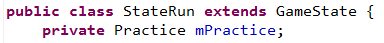 public class StateRun extends GameState {
    private Practice mPractice;